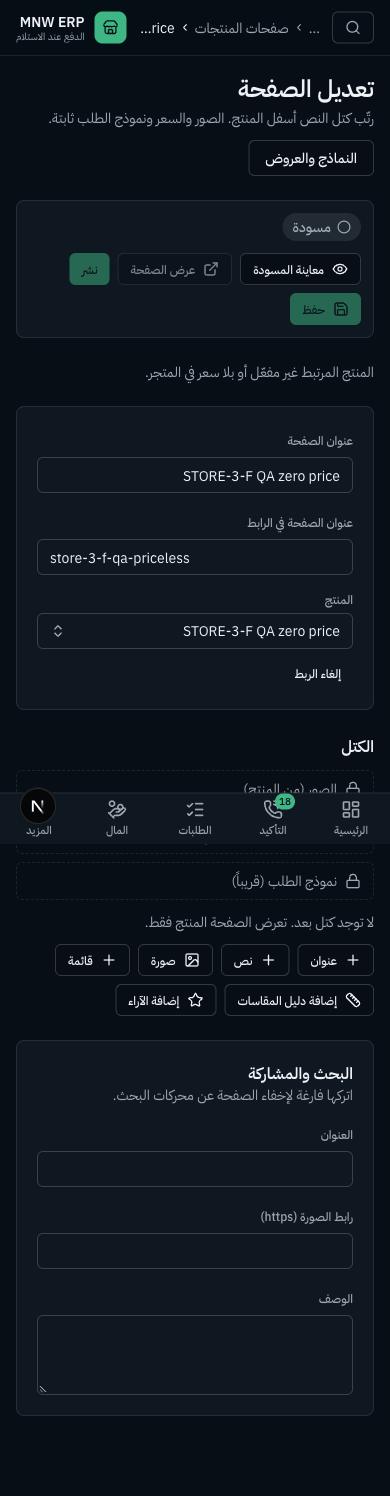 MNW ERP
الدفع عند الاستلام
... › صفحات المنتجات › ...rice
تعديل الصفحة
رتّب كتل النص أسفل المنتج. الصور والسعر ونموذج الطلب ثابتة.
النماذج والعروض
مسودة
معاينة المسودة
عرض الصفحة
نشر
حفظ
المنتج المرتبط غير مفعّل أو بلا سعر في المتجر.
عنوان الصفحة
STORE-3-F QA zero price
عنوان الصفحة في الرابط
store-3-f-qa-priceless
المنتج
STORE-3-F QA zero price
إلغاء الربط
الكتل
الصور (من المنتج)
الرئيسية
التأكيد
18
الطلبات
المال
المزيد
N
نموذج الطلب (قريباً)
لا توجد كتل بعد. تعرض الصفحة المنتج فقط.
عنوان
نص
صورة
قائمة
إضافة دليل المقاسات
إضافة الآراء
البحث والمشاركة
اتركها فارغة لإخفاء الصفحة عن محركات البحث.
العنوان
رابط الصورة (https)
الوصف